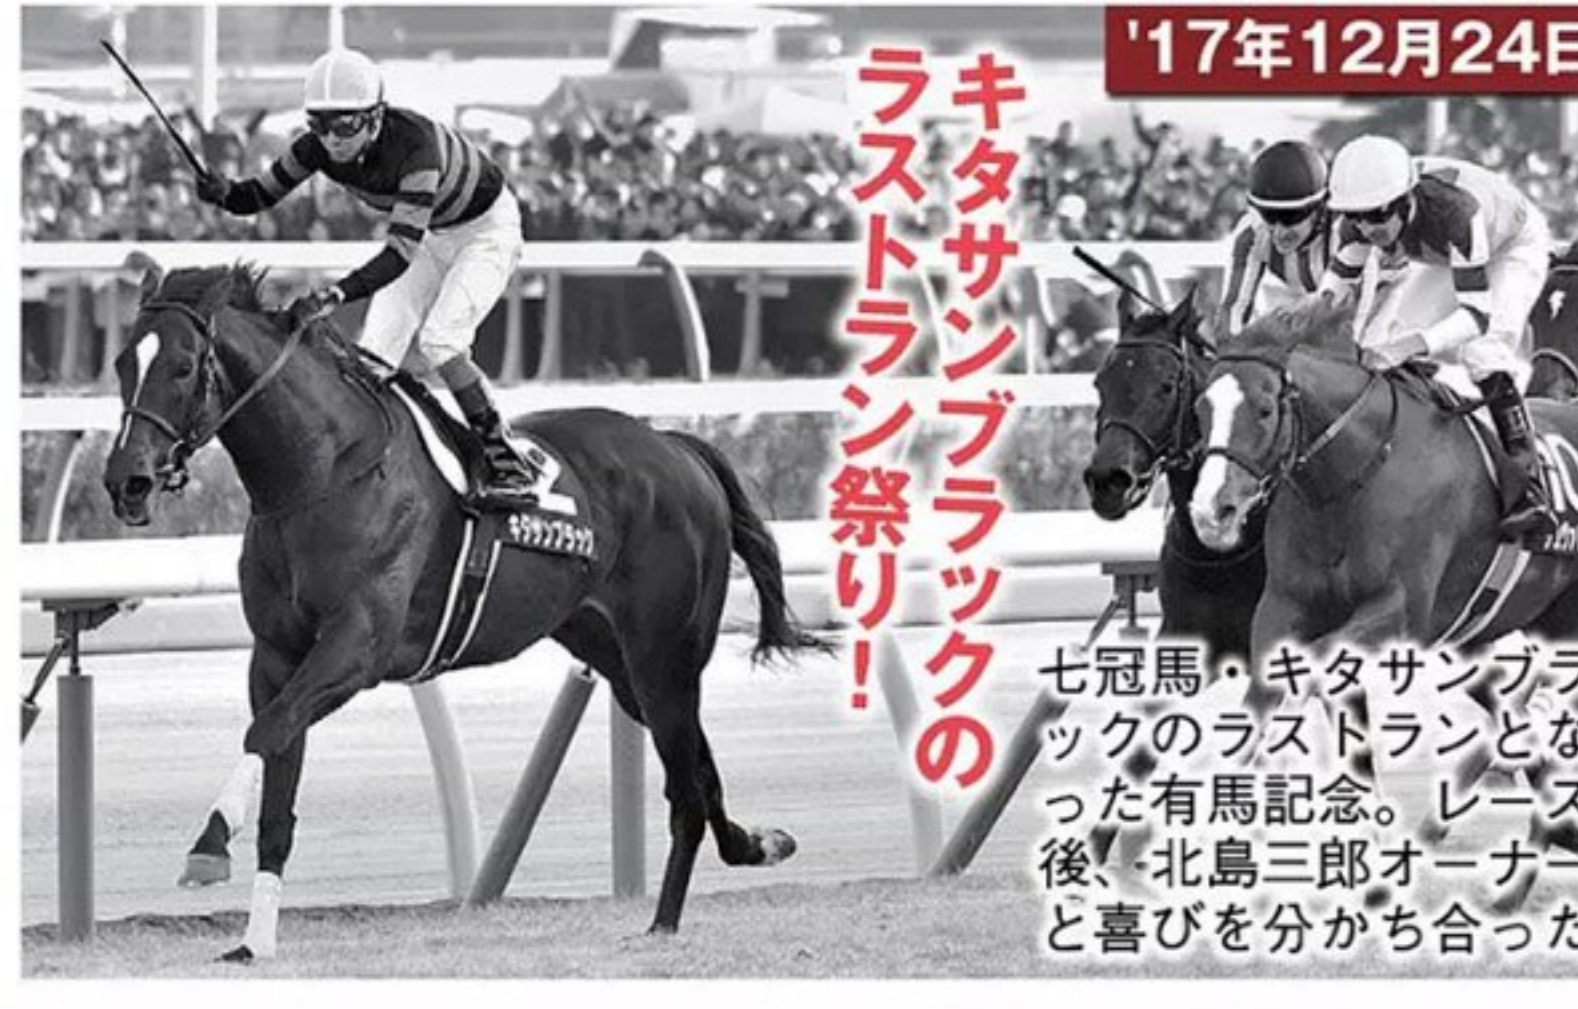 '17年12月24日
キタサンブラックの
ラストラン祭り!
キタサンブラック
七冠馬・キタサンブラ
ックのラストランとな
った有馬記念。レース
後、北島三郎オーナー
と喜びを分かち合った